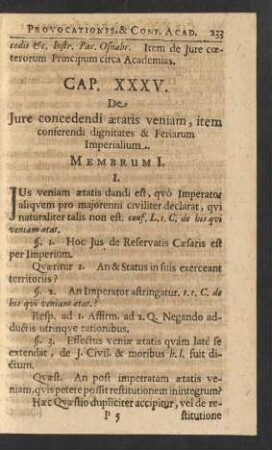 PROVOCATIONIS & CONF. ACAD. 233
cedit &c. Instr. Pac. Osnabr. Item de Jure cœ-
terorum Principum circa Academias.
CAP. XXXV.
De
Jure concedendi ætatis veniam, item
conferendi dignitates & Feriarum
Imperialium.
MEMBRUM I.
I.
JUs veniam ætatis dandi est, quô Imperator
aliqvem pro majorenni civiliter declarat, qvi
naturaliter talis non est. conf. L. 1. C. de his qvi
veniam ætat.
§. 1. Hoc Jus de Reservatis Cæsaris est
per Imperium.
Quæritur 1. An & Status in suis exerceant
territoriis?
§. 2. An Imperator astringatur. t. t. C. de
his qvi veniam ætat.?
Resp. ad 1. Affirm. ad 2. Q. Negando ad-
ductis utrinqve rationibus.
§. 3. Effectus veniæ ætatis qvàm latè se
extendat, de J. Civil. & moribus h. l. fuit di-
ctum.
Quæst. An post impetratam ætatis ve-
niam, qvis petere possit restitutionem in integrum?
Hæc Quæstio dupliciter accipitur, vel de re-
P 5 stitutione